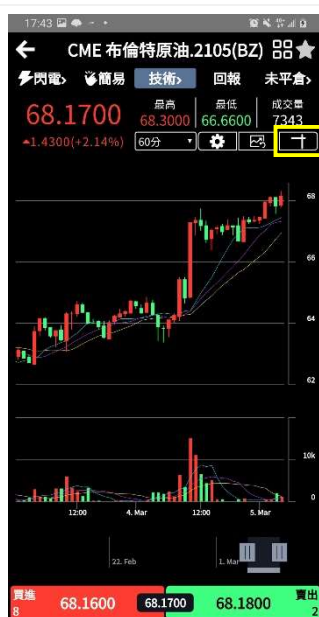 17:43
CME 布倫特原油.2105(BZ)
閃電› 簡易 技術› 回報 未平倉›
68.1700 最高 最低 成交量
68.3000 66.6600 7343
▲1.4300(+2.14%) 60分
68
66
64
62
10k
0
12:00 4. Mar 12:00 5. Mar
22. Feb 1. Mar
買進 賣出
8 68.1600 68.1700 68.1800 2